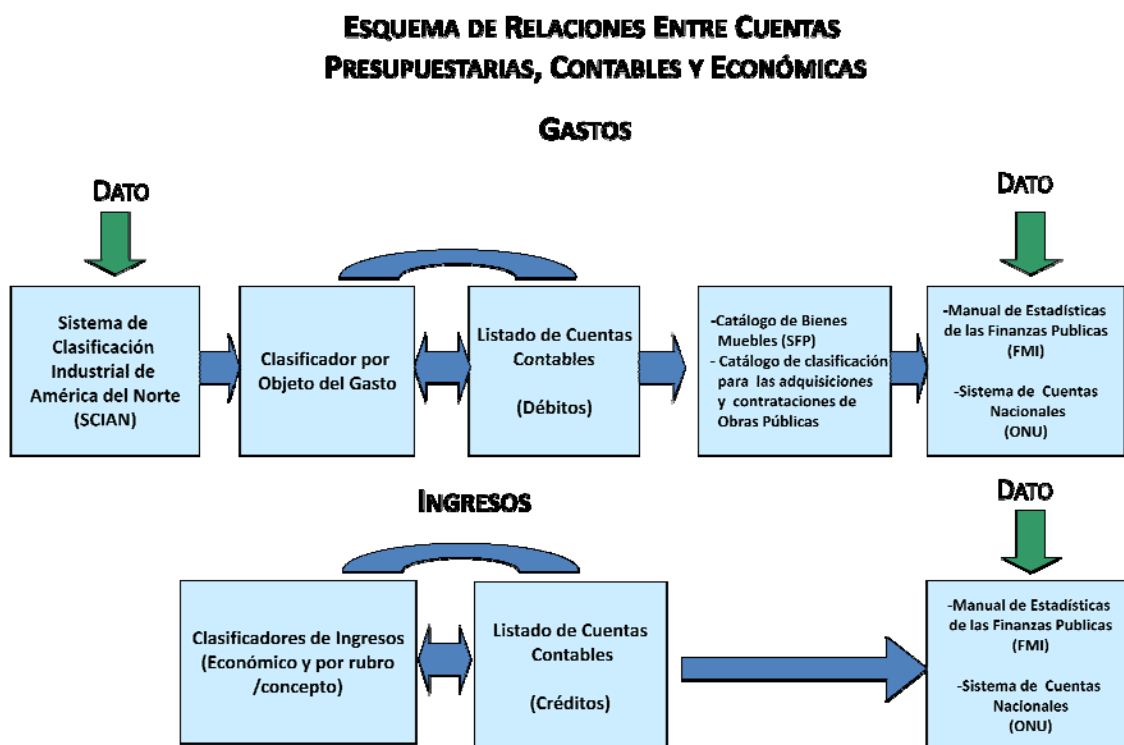 ESQUEMA DE RELACIONES ENTRE CUENTAS
PRESUPUESTARIAS, CONTABLES Y ECONÓMICAS
GASTOS
DATO
DATO
Sistema de
Clasificación
Industrial de
América del Norte
(SCIAN)
Clasificador por
Objeto del Gasto
Listado de Cuentas
Contables
(Débitos)
-Catálogo de Bienes
Muebles (SFP)
- Catálogo de clasificación
para las adquisiciones
y contrataciones de
Obras Públicas
-Manual de Estadísticas
de las Finanzas Publicas
(FMI)
-Sistema de Cuentas
Nacionales
(ONU)
INGRESOS
DATO
Clasificadores de Ingresos
(Económico y por rubro
/concepto)
Listado de Cuentas
Contables
(Créditos)
-Manual de Estadísticas
de las Finanzas Publicas
(FMI)
-Sistema de Cuentas
Nacionales
(ONU)